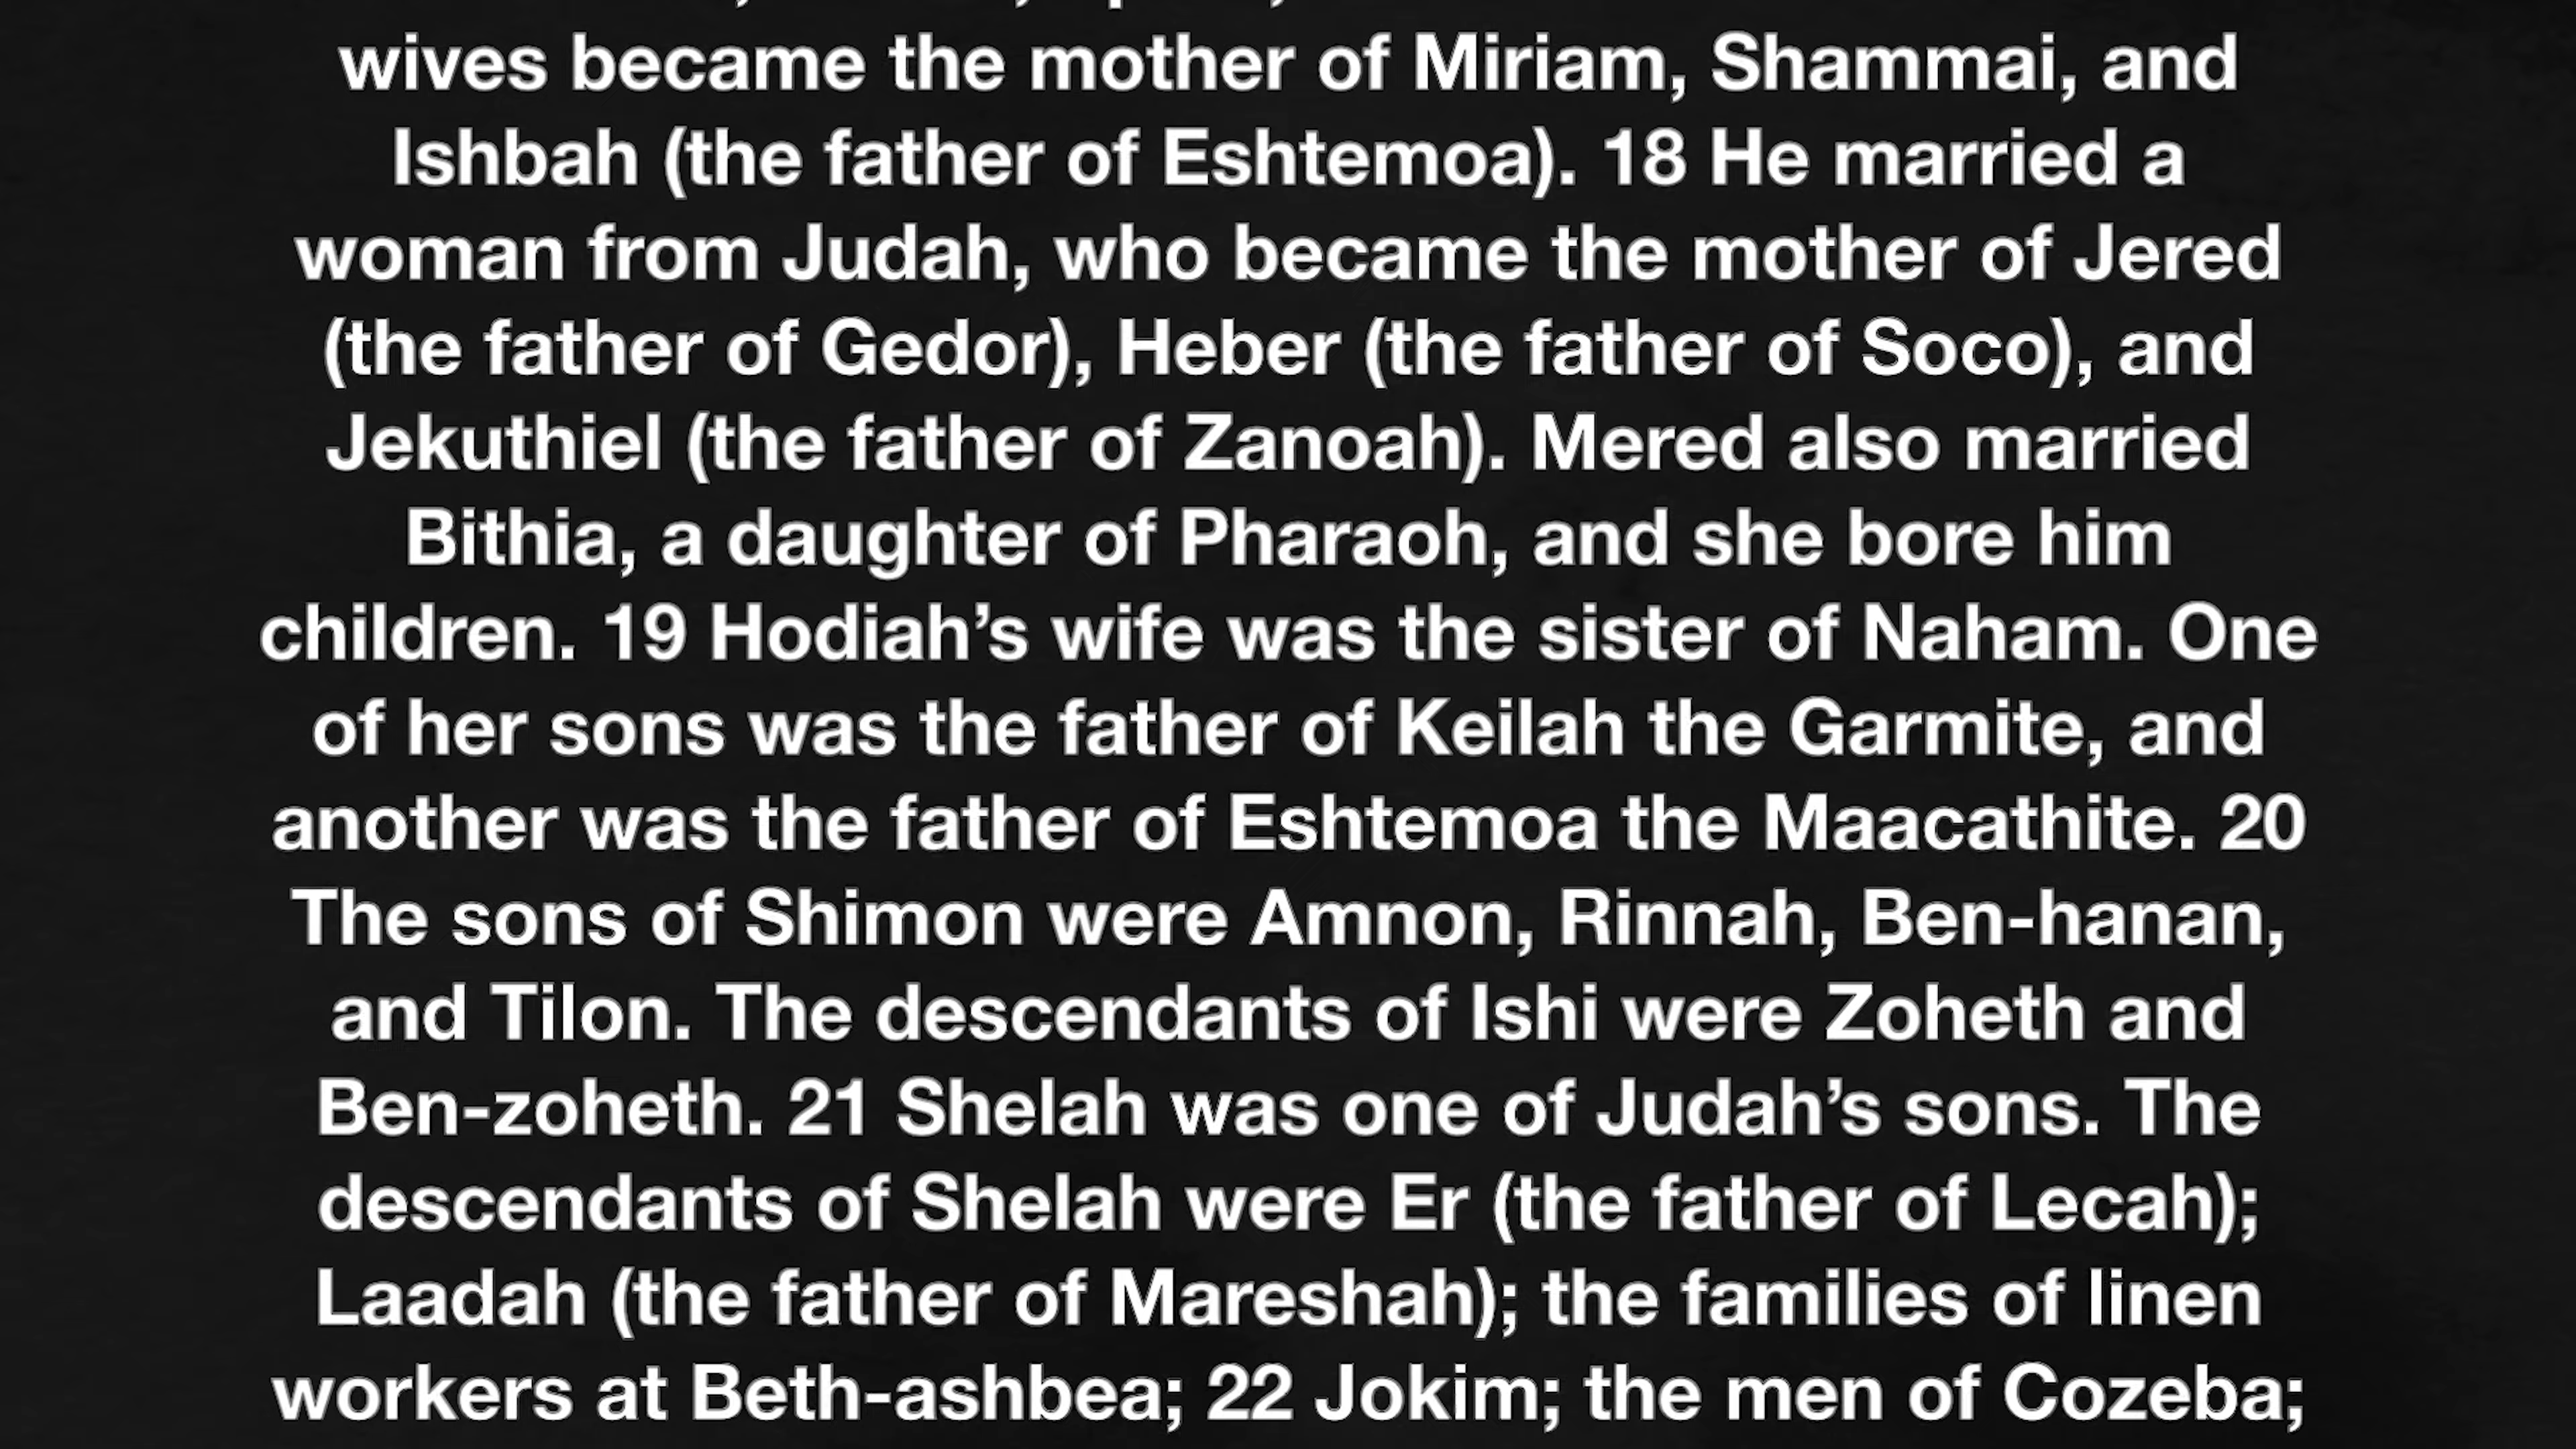 wives became the mother of Miriam, Shammai, and
Ishbah (the father of Eshtemoa). 18 He married a
woman from Judah, who became the mother of Jered
(the father of Gedor), Heber (the father of Soco), and
Jekuthiel (the father of Zanoah). Mered also married
Bithia, a daughter of Pharaoh, and she bore him
children. 19 Hodiah’s wife was the sister of Naham. One
of her sons was the father of Keilah the Garmite, and
another was the father of Eshtemoa the Maacathite. 20
The sons of Shimon were Amnon, Rinnah, Ben-hanan,
and Tilon. The descendants of Ishi were Zoheth and
Ben-zoheth. 21 Shelah was one of Judah’s sons. The
descendants of Shelah were Er (the father of Lecah);
Laadah (the father of Mareshah); the families of linen
workers at Beth-ashbea; 22 Jokim; the men of Cozeba;